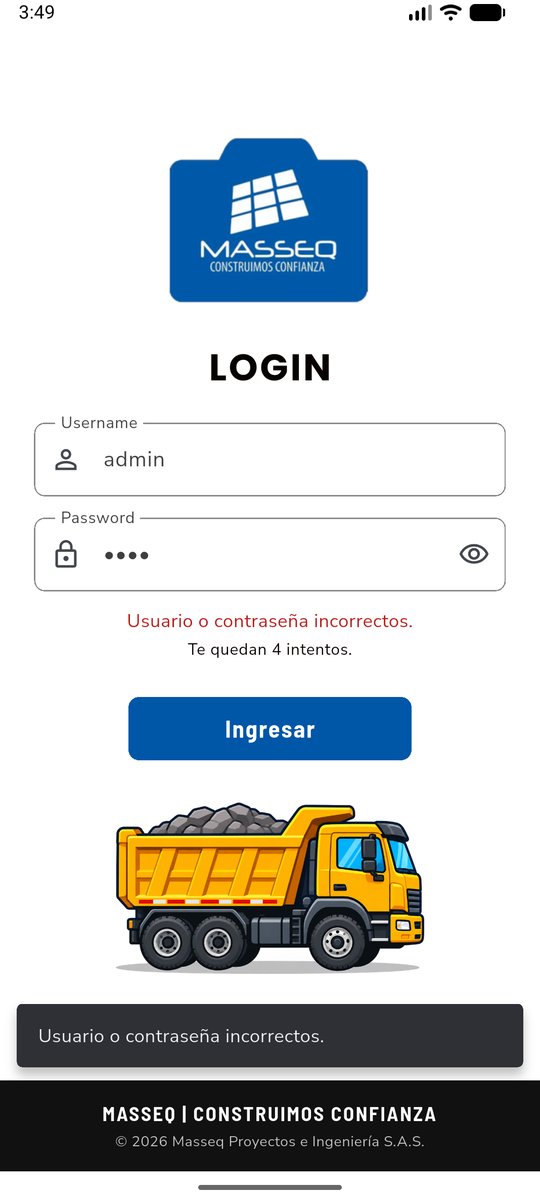 3:49
MASSEQ
CONSTRUIMOS CONFIANZA
LOGIN
Username
admin
Password
••••
Usuario o contraseña incorrectos.
Te quedan 4 intentos.
Ingresar
Usuario o contraseña incorrectos.
MASSEQ | CONSTRUIMOS CONFIANZA
© 2026 Masseq Proyectos e Ingeniería S.A.S.